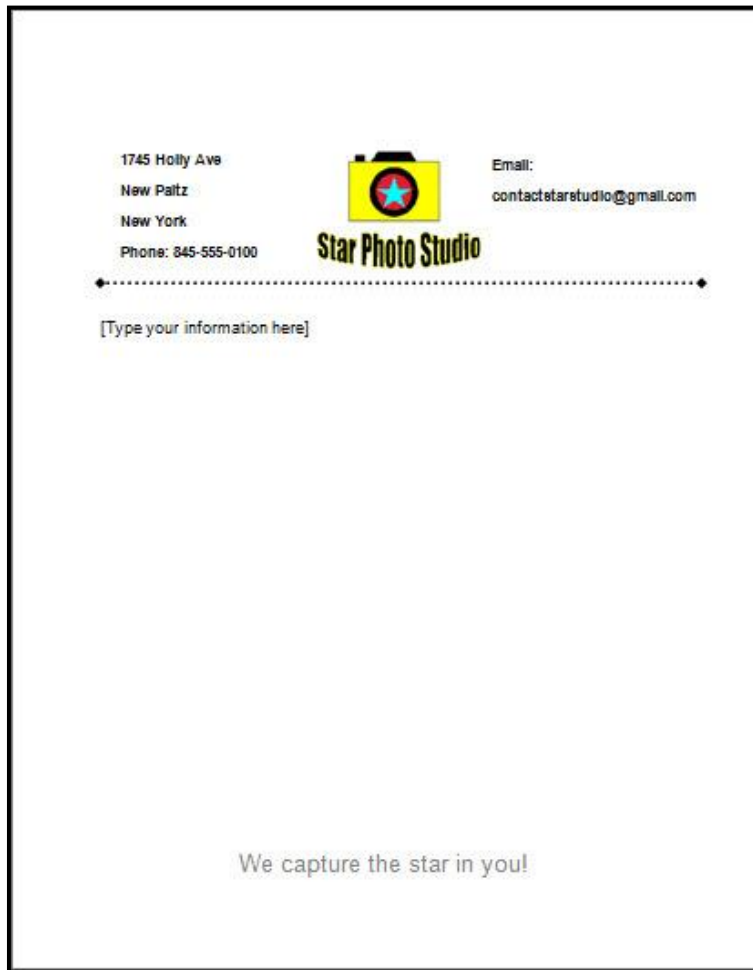 1745 Holly Ave
New Paltz
New York
Phone: 845-555-0100
Star Photo Studio
Email:
contactstarstudio@gmail.com
[Type your information here]
We capture the star in you!